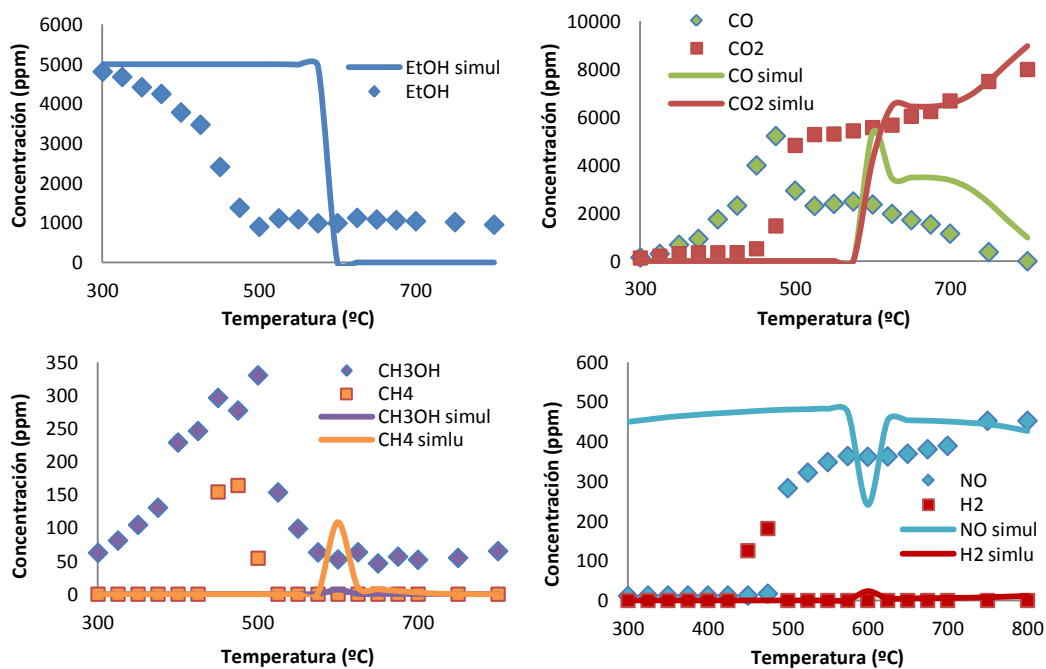 6000
5000
4000
3000
2000
1000
0
300
500
700
Concentración (ppm)
Temperatura (ºC)
EtOH simul
EtOH
10000
8000
6000
4000
2000
0
300
500
700
Concentración (ppm)
Temperatura (ºC)
CO
CO2
CO simul
CO2 simlu
350
300
250
200
150
100
50
0
300
500
700
Concentración (ppm)
Temperatura (ºC)
CH3OH
CH4
CH3OH simul
CH4 simlu
600
500
400
300
200
100
0
300
400
500
600
700
800
Concentración (ppm)
Temperatura (ºC)
NO
H2
NO simul
H2 simlu